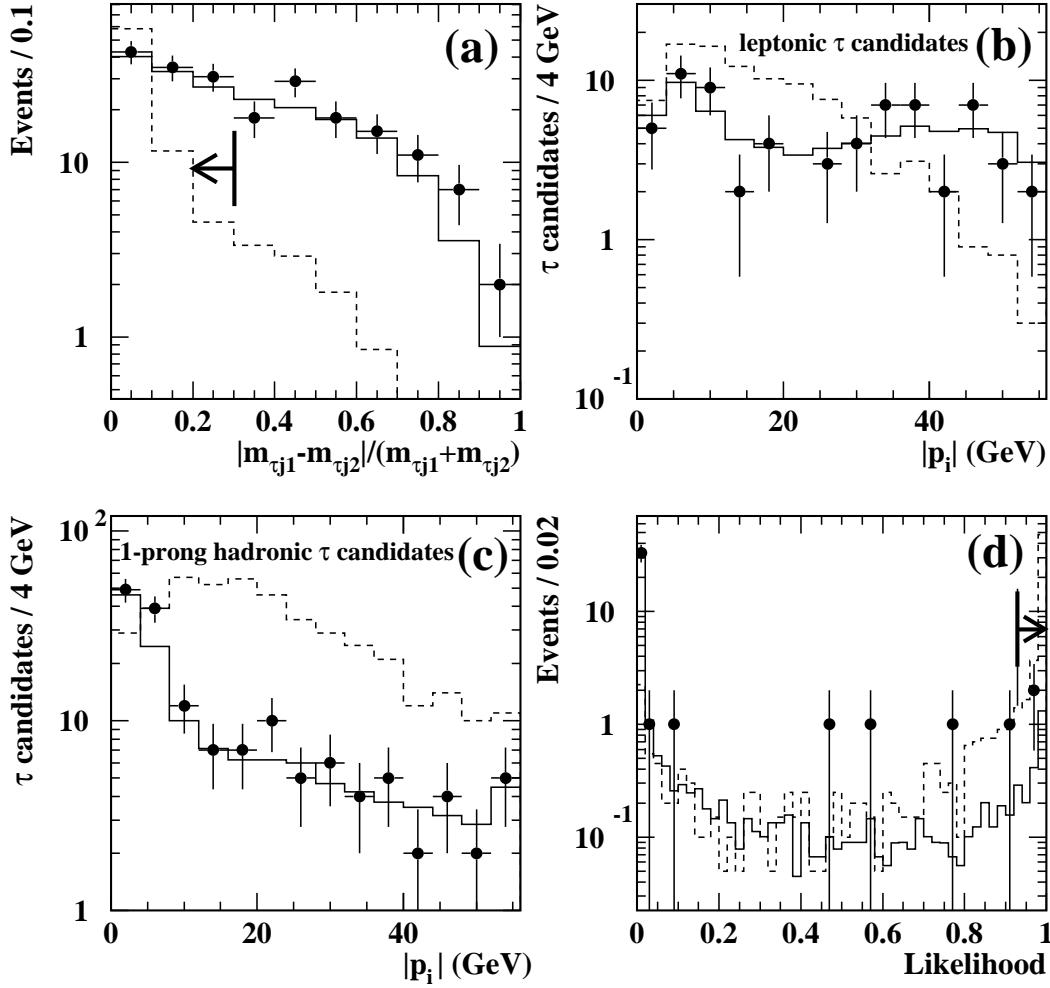 (a)
Events / 0.1
10
1
0 0.2 0.4 0.6 0.8 1
|m_τj1-m_τj2|/(m_τj1+m_τj2)
(b)
leptonic τ candidates
τ candidates / 4 GeV
10
1
10^-1
0 20 40
|p_i| (GeV)
(c)
1-prong hadronic τ candidates
τ candidates / 4 GeV
10^2
10
1
0 20 40
|p_i| (GeV)
(d)
Events / 0.02
10
1
10^-1
0 0.2 0.4 0.6 0.8 1
Likelihood